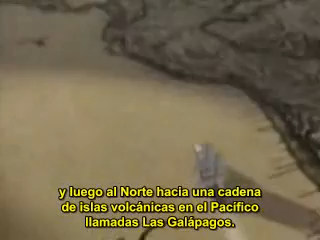 y luego al Norte hacia una cadena
de islas volcánicas en el Pacífico
llamadas Las Galápagos.